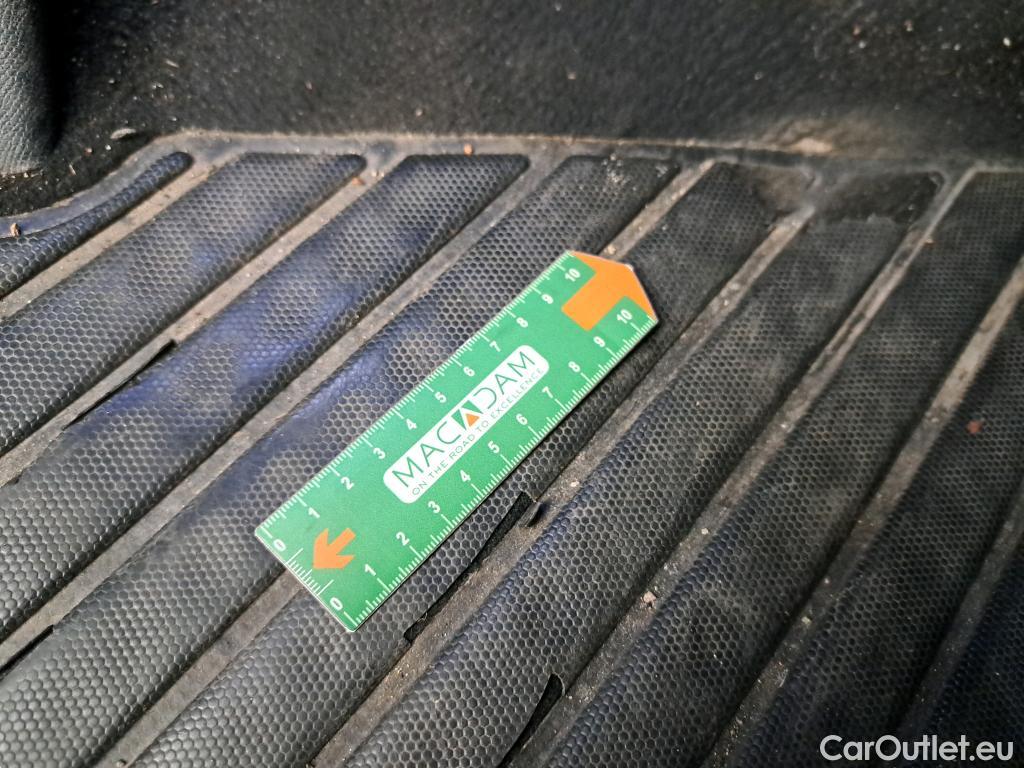 0 1 2 3 4 5 6 7 8 9 10
MACADAM
ON THE ROAD TO EXCELLENCE
0 1 2 3 4 5 6 7 8 9 10
CarOutlet.eu